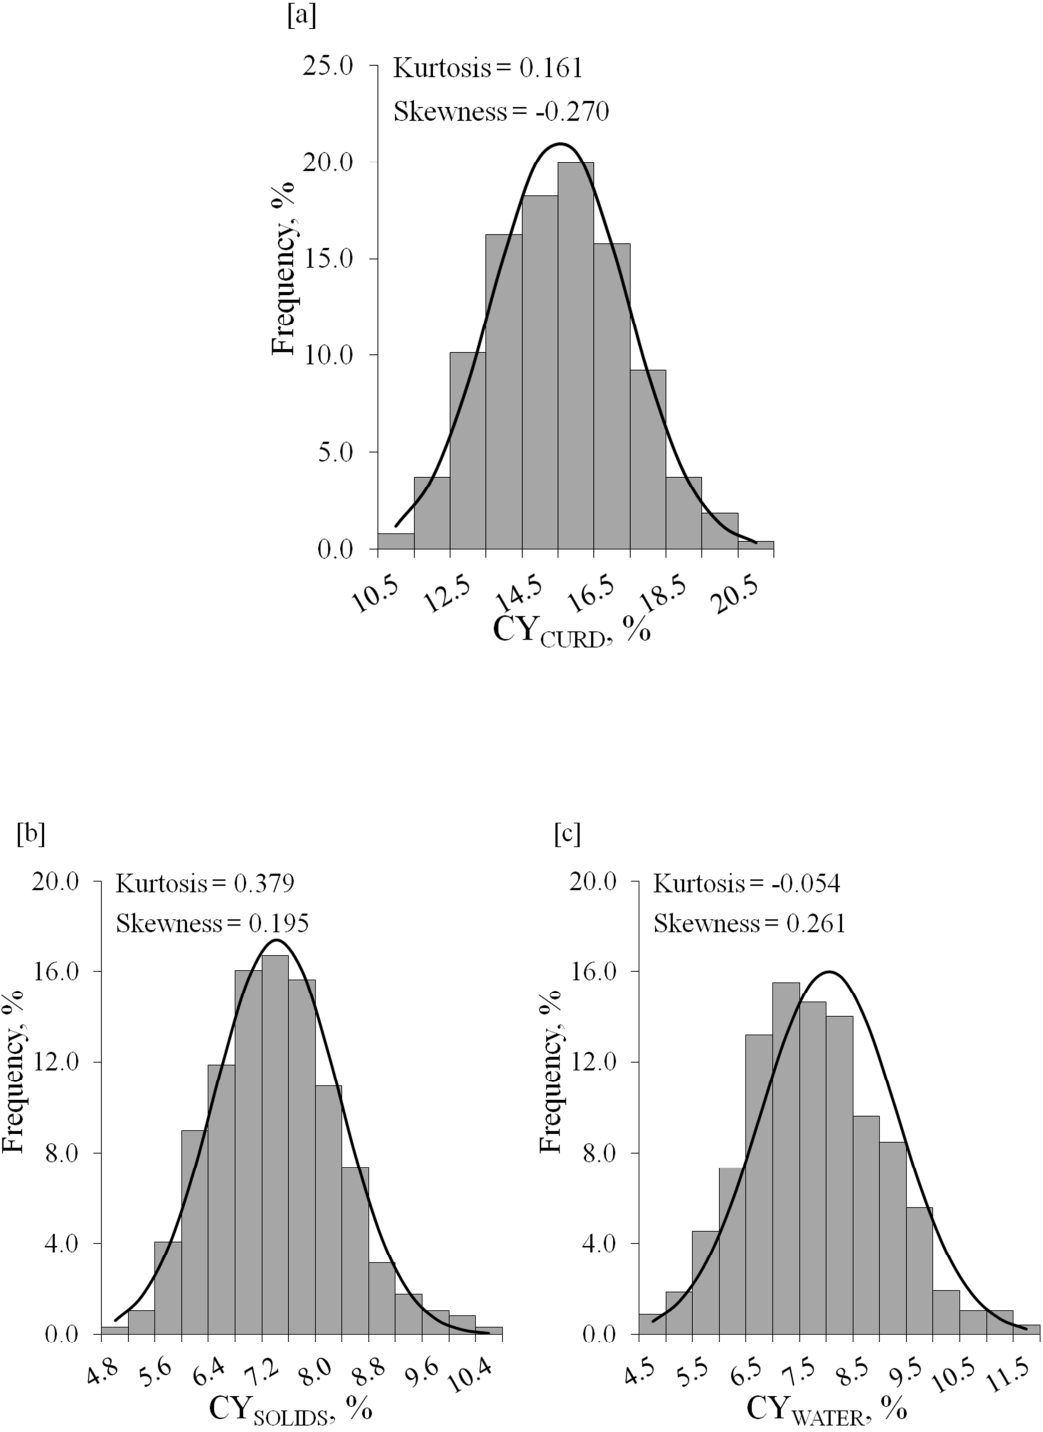 [a]
Kurtosis = 0.161
Skewness = -0.270
25.0
20.0
15.0
10.0
5.0
0.0
Frequency, %
10.5 12.5 14.5 16.5 18.5 20.5
CY_CURD, %
[b]
Kurtosis = 0.379
Skewness = 0.195
20.0
16.0
12.0
8.0
4.0
0.0
Frequency, %
4.8 5.6 6.4 7.2 8.0 8.8 9.6 10.4
CY_SOLIDS, %
[c]
Kurtosis = -0.054
Skewness = 0.261
20.0
16.0
12.0
8.0
4.0
0.0
Frequency, %
4.5 5.5 6.5 7.5 8.5 9.5 10.5 11.5
CY_WATER, %